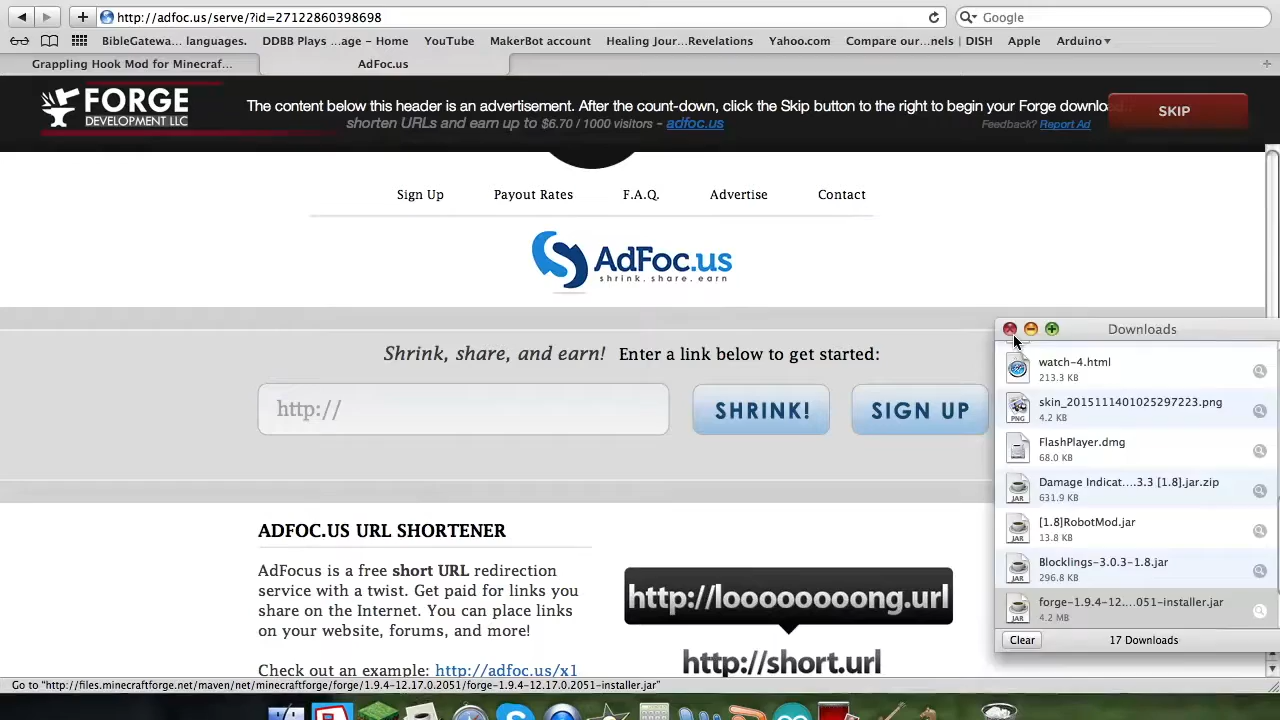 http://adfoc.us/serve/?id=27122860398698
Google
BibleGatewa... languages.
DDBB Plays ...age - Home
YouTube
MakerBot account
Healing Jour...Revelations
Yahoo.com
Compare our...nels | DISH
Apple
Arduino
Grappling Hook Mod for Minecraf...
AdFoc.us
FORGE
DEVELOPMENT LLC
The content below this header is an advertisement. After the count-down, click the Skip button to the right to begin your Forge downloa...
shorten URLs and earn up to $6.70 / 1000 visitors - adfoc.us
Feedback? Report Ad
SKIP
Sign Up
Payout Rates
F.A.Q.
Advertise
Contact
AdFoc.us
shrink. share. earn
Shrink, share, and earn! Enter a link below to get started:
http://
SHRINK!
SIGN UP
Downloads
watch-4.html
213.3 KB
skin_2015111401025297223.png
4.2 KB
PNG
FlashPlayer.dmg
68.0 KB
Damage Indicat....3.3 [1.8].jar.zip
631.9 KB
JAR
[1.8]RobotMod.jar
13.8 KB
JAR
Blocklings-3.0.3-1.8.jar
296.8 KB
JAR
forge-1.9.4-12....051-installer.jar
4.2 MB
JAR
Clear
17 Downloads
ADFOC.US URL SHORTENER
AdFocus is a free short URL redirection
service with a twist. Get paid for links you
share on the Internet. You can place links
on your website, forums, and more!
Check out an example: http://adfoc.us/x1
http://loooooooong.url
http://short.url
Go to "http://files.minecraftforge.net/maven/net/minecraftforge/forge/1.9.4-12.17.0.2051/forge-1.9.4-12.17.0.2051-installer.jar"